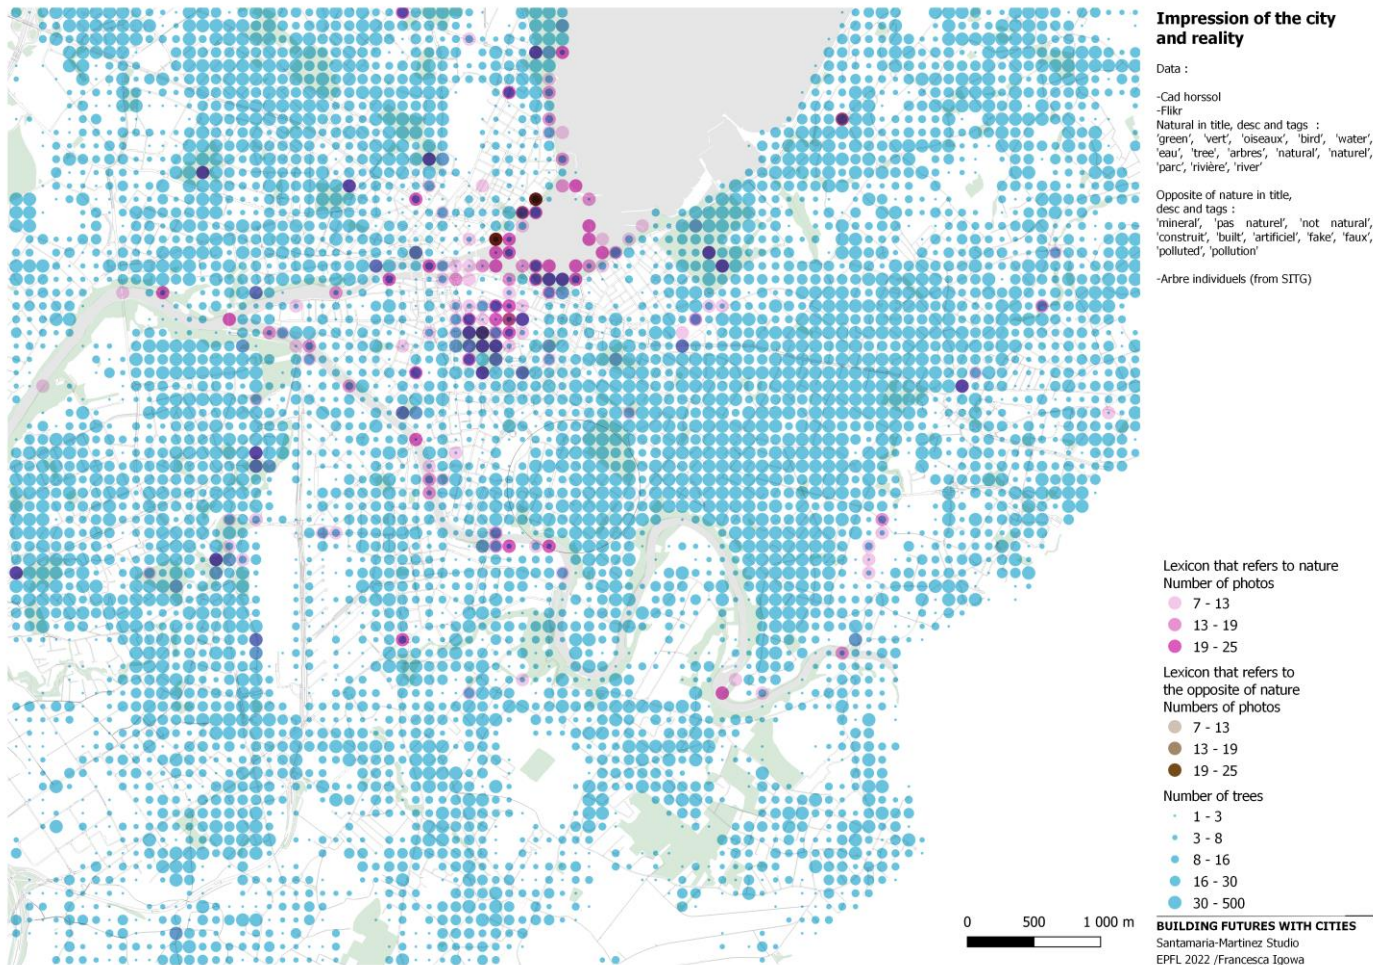 Impression of the city
and reality
Data :
-Cad horssol
-Flikr
Natural in title, desc and tags :
'green', 'vert', 'oiseaux', 'bird', 'water',
'eau', 'tree', 'arbres', 'natural', 'naturel',
'parc', 'rivière', 'river'
Opposite of nature in title,
desc and tags :
'mineral', 'pas naturel', 'not natural',
'construit', 'built', 'artificiel', 'fake', 'faux',
'polluted', 'pollution'
-Arbre individuels (from SITG)
Lexicon that refers to nature
Number of photos
7 - 13
13 - 19
19 - 25
Lexicon that refers to
the opposite of nature
Numbers of photos
7 - 13
13 - 19
19 - 25
Number of trees
1 - 3
3 - 8
8 - 16
16 - 30
30 - 500
0 500 1 000 m
BUILDING FUTURES WITH CITIES
Santamaria-Martinez Studio
EPFL 2022 /Francesca Igowa